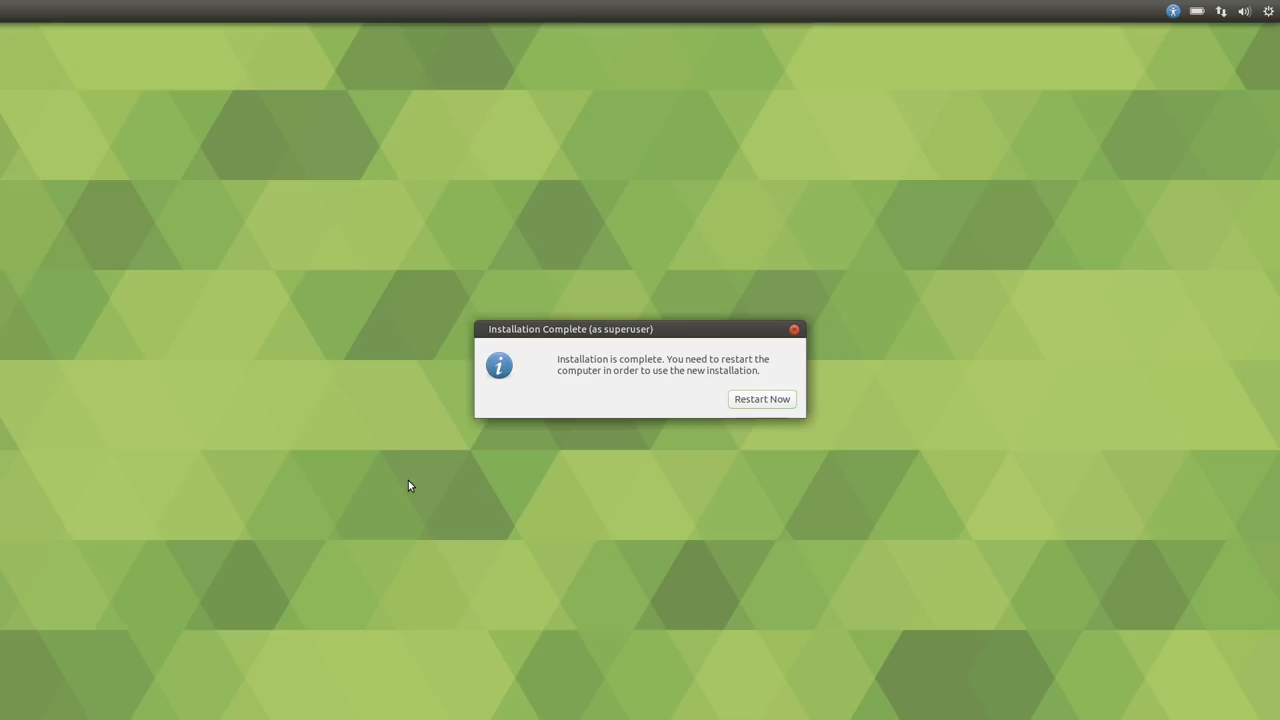 Installation Complete (as superuser)
Installation is complete. You need to restart the
computer in order to use the new installation.
Restart Now